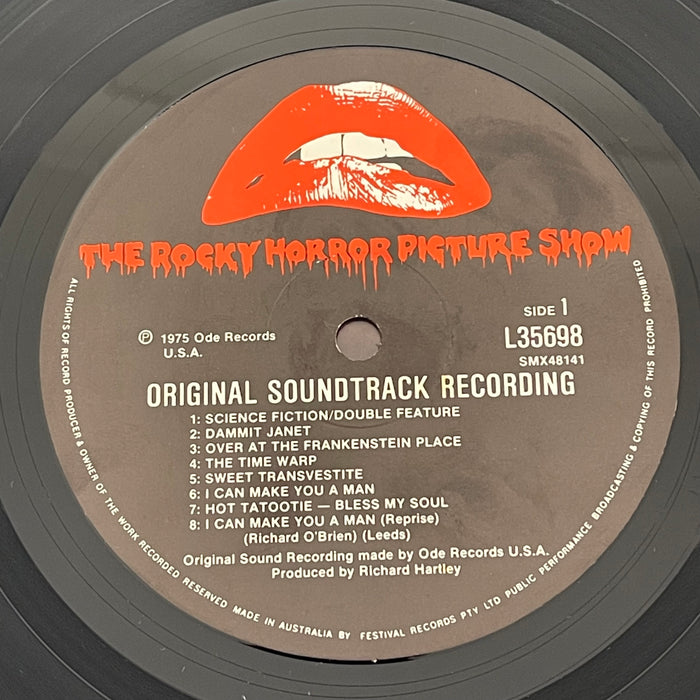 THE ROCKY HORROR PICTURE SHOW
SIDE 1
L35698
SMX48141
Ⓟ 1975 Ode Records
U.S.A.
ORIGINAL SOUNDTRACK RECORDING
1: SCIENCE FICTION/DOUBLE FEATURE
2: DAMMIT JANET
3: OVER AT THE FRANKENSTEIN PLACE
4: THE TIME WARP
5: SWEET TRANSVESTITE
6: I CAN MAKE YOU A MAN
7: HOT TATOOTIE — BLESS MY SOUL
8: I CAN MAKE YOU A MAN (Reprise)
(Richard O'Brien) (Leeds)
Original Sound Recording made by Ode Records U.S.A.
Produced by Richard Hartley
ALL RIGHTS OF RECORD PRODUCER & OWNER OF THE WORK RECORDED RESERVED MADE IN AUSTRALIA BY FESTIVAL RECORDS PTY LTD PUBLIC PERFORMANCE BROADCASTING & COPYING OF THIS RECORD PROHIBITED